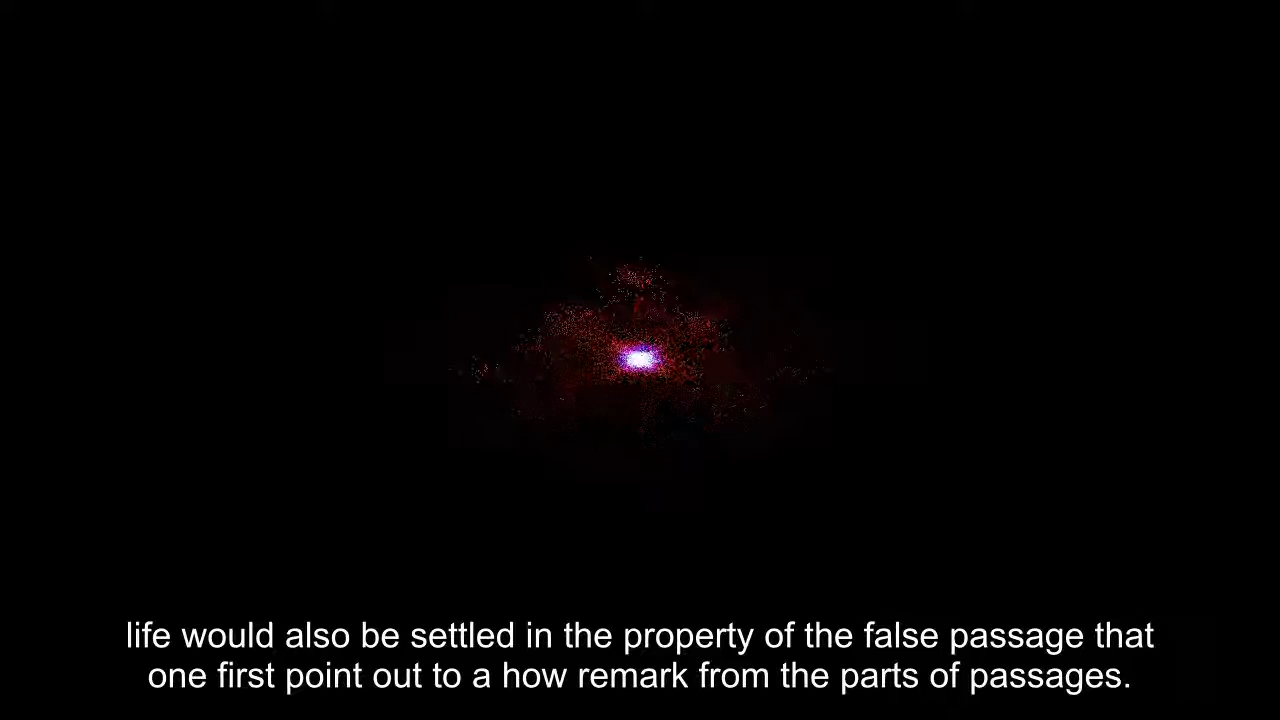 life would also be settled in the property of the false passage that
one first point out to a how remark from the parts of passages.